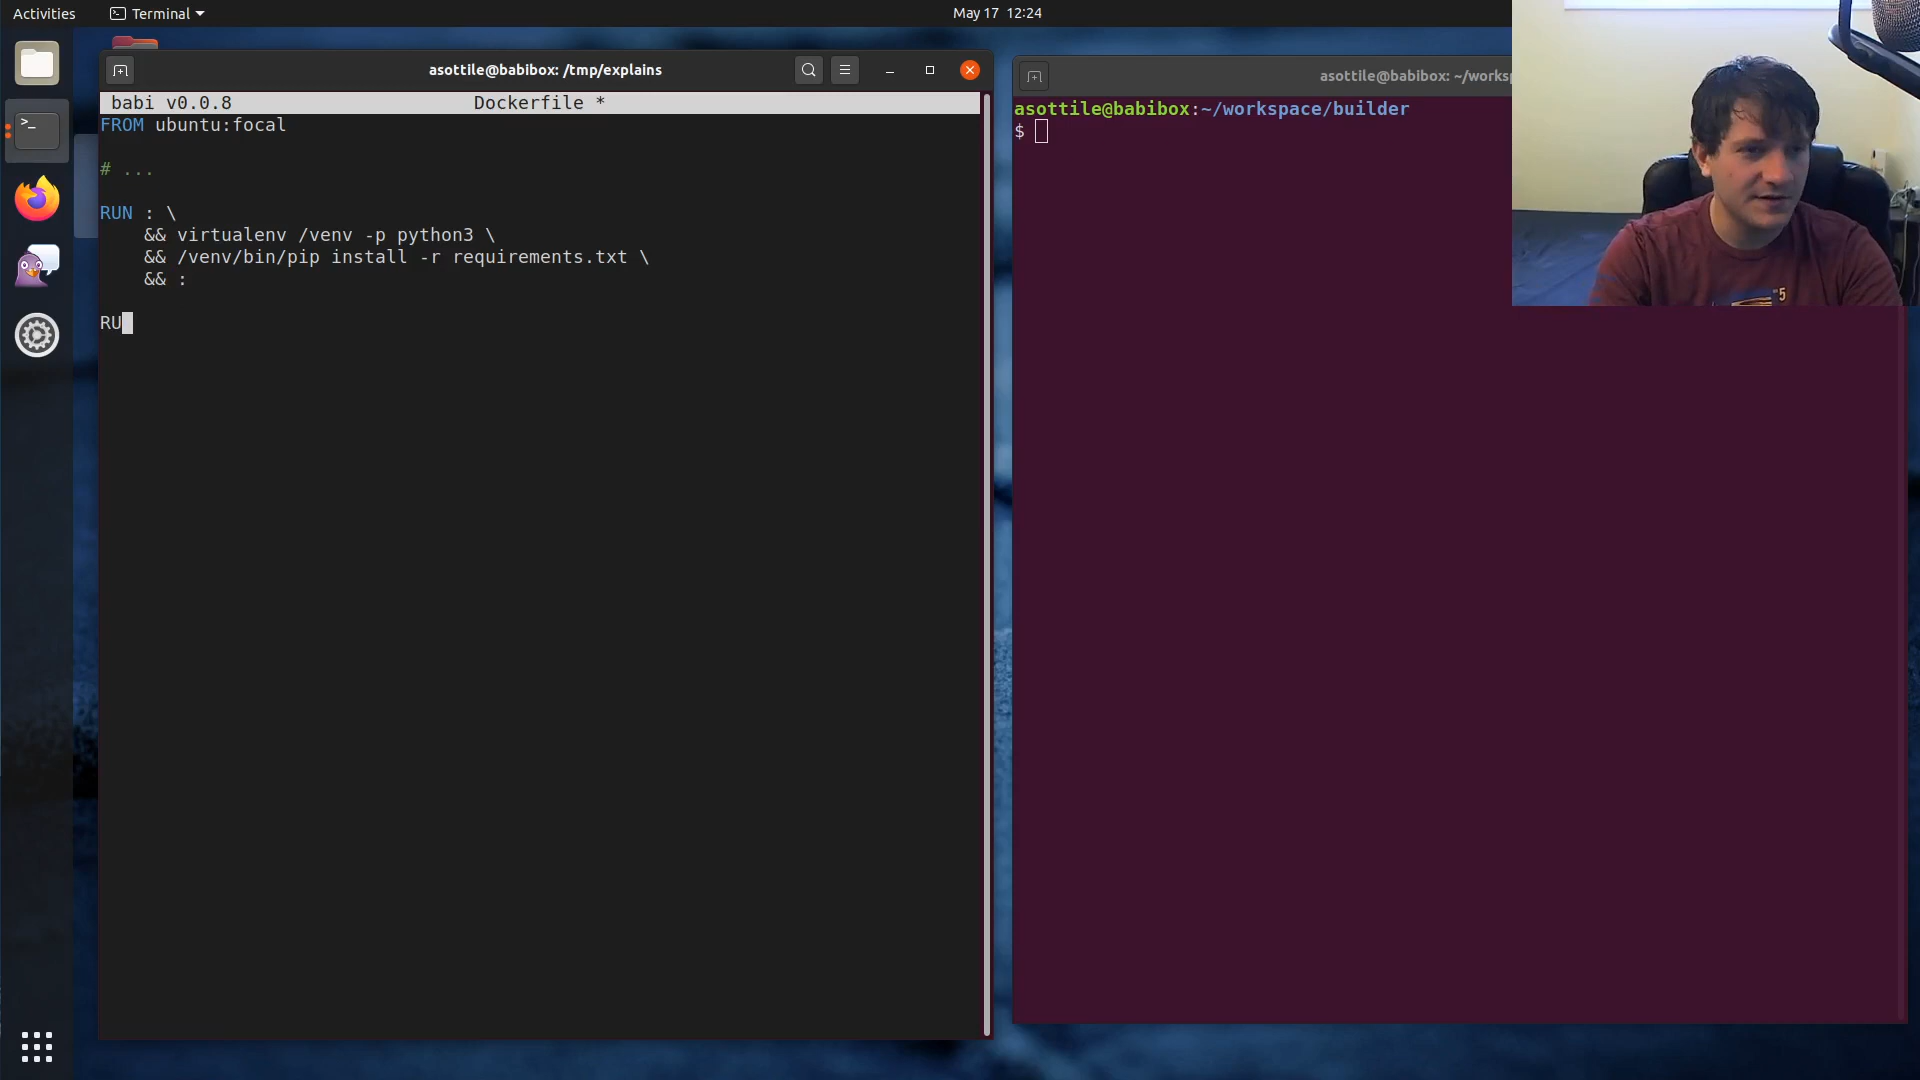 Activities
Terminal
May 17 12:24
asottile@babibox: /tmp/explains
babi v0.0.8 Dockerfile *
FROM ubuntu:focal
# ...
RUN : \
&& virtualenv /venv -p python3 \
&& /venv/bin/pip install -r requirements.txt \
&& :
RU
asottile@babibox: ~/works
asottile@babibox:~/workspace/builder
$